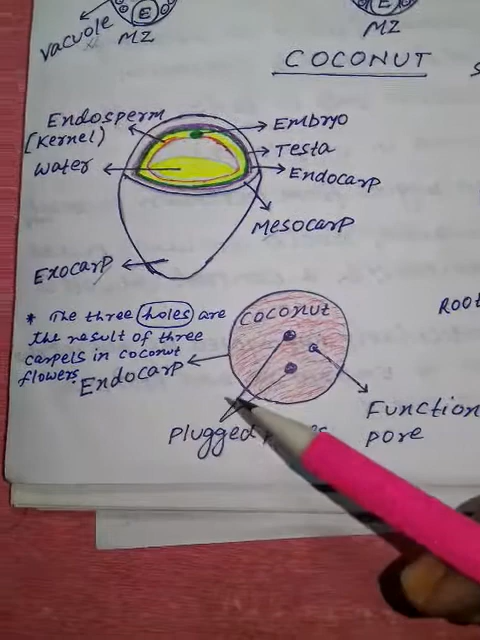 vacuole
E
MZ
E
MZ
COCONUT
Endosperm
(Kernel)
water
Embryo
Testa
Endocarp
Mesocarp
Exocarp
* The three holes are
the result of three
carpels in coconut
flowers.
coconut
Endocarp
Plugged
Function
pore
Root